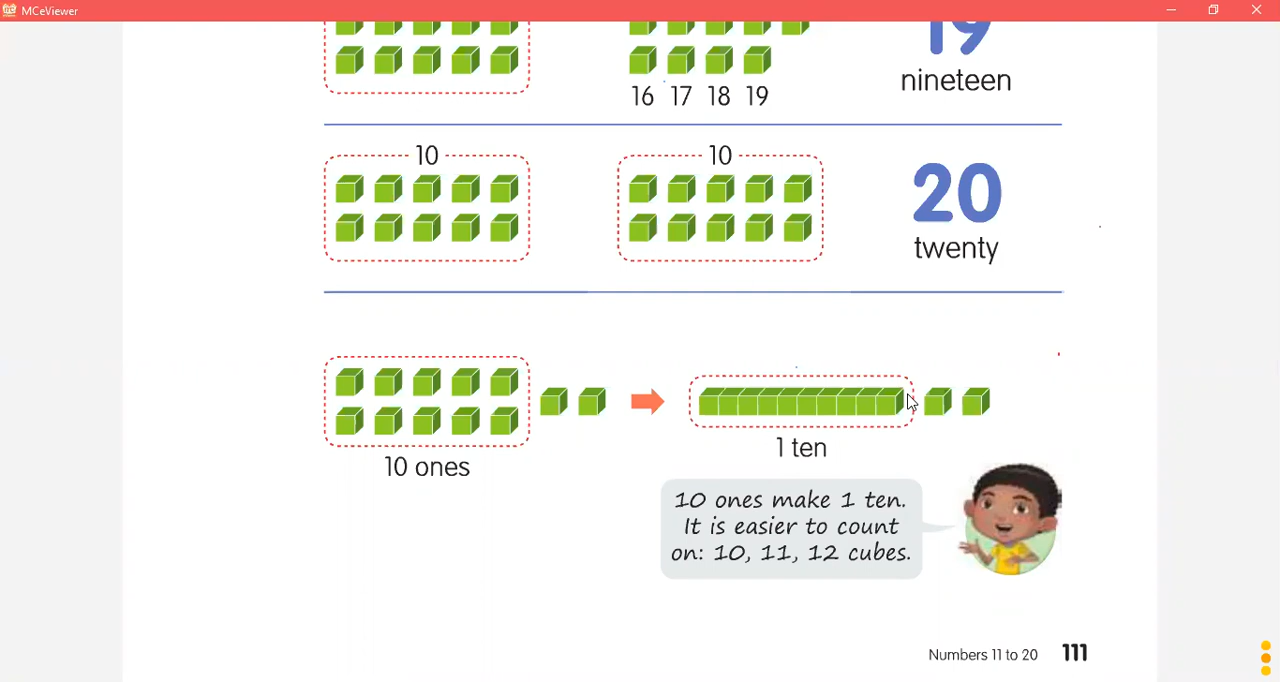 MCeViewer
19
nineteen
16 17 18 19
10 10
20
twenty
10 ones
1 ten
10 ones make 1 ten.
It is easier to count
on: 10, 11, 12 cubes.
Numbers 11 to 20 111